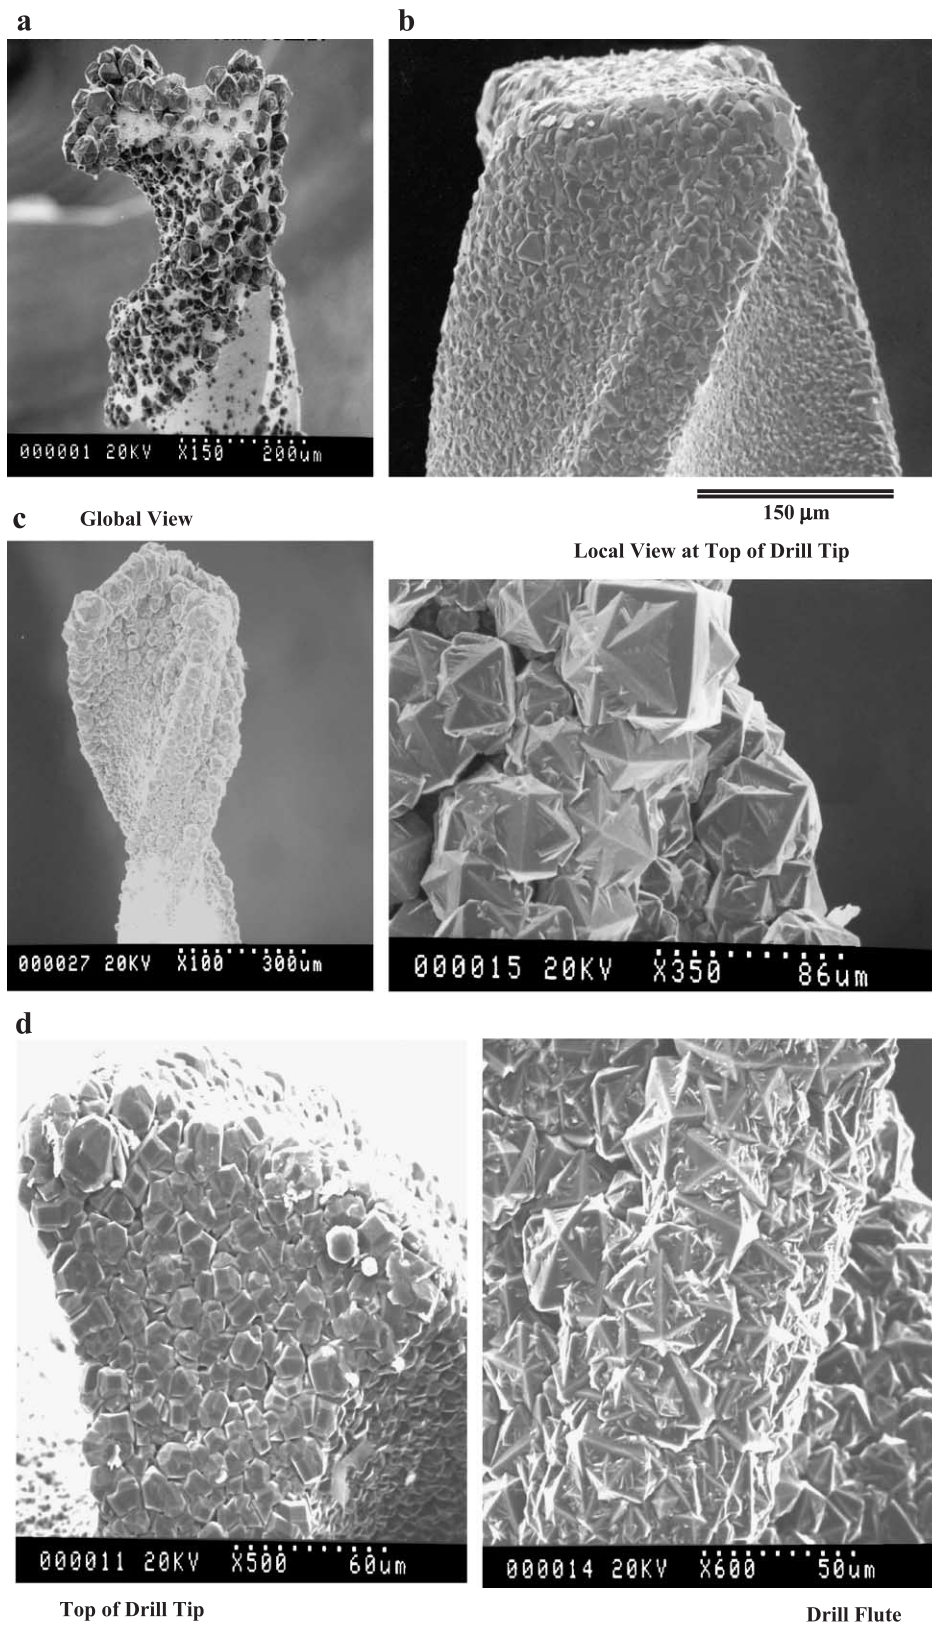 a
b
000001 20KV X150 200um
150 μm
c
Global View
Local View at Top of Drill Tip
000027 20KV X100 300um
000015 20KV X350 86um
d
000011 20KV X500 60um
000014 20KV X600 50um
Top of Drill Tip
Drill Flute